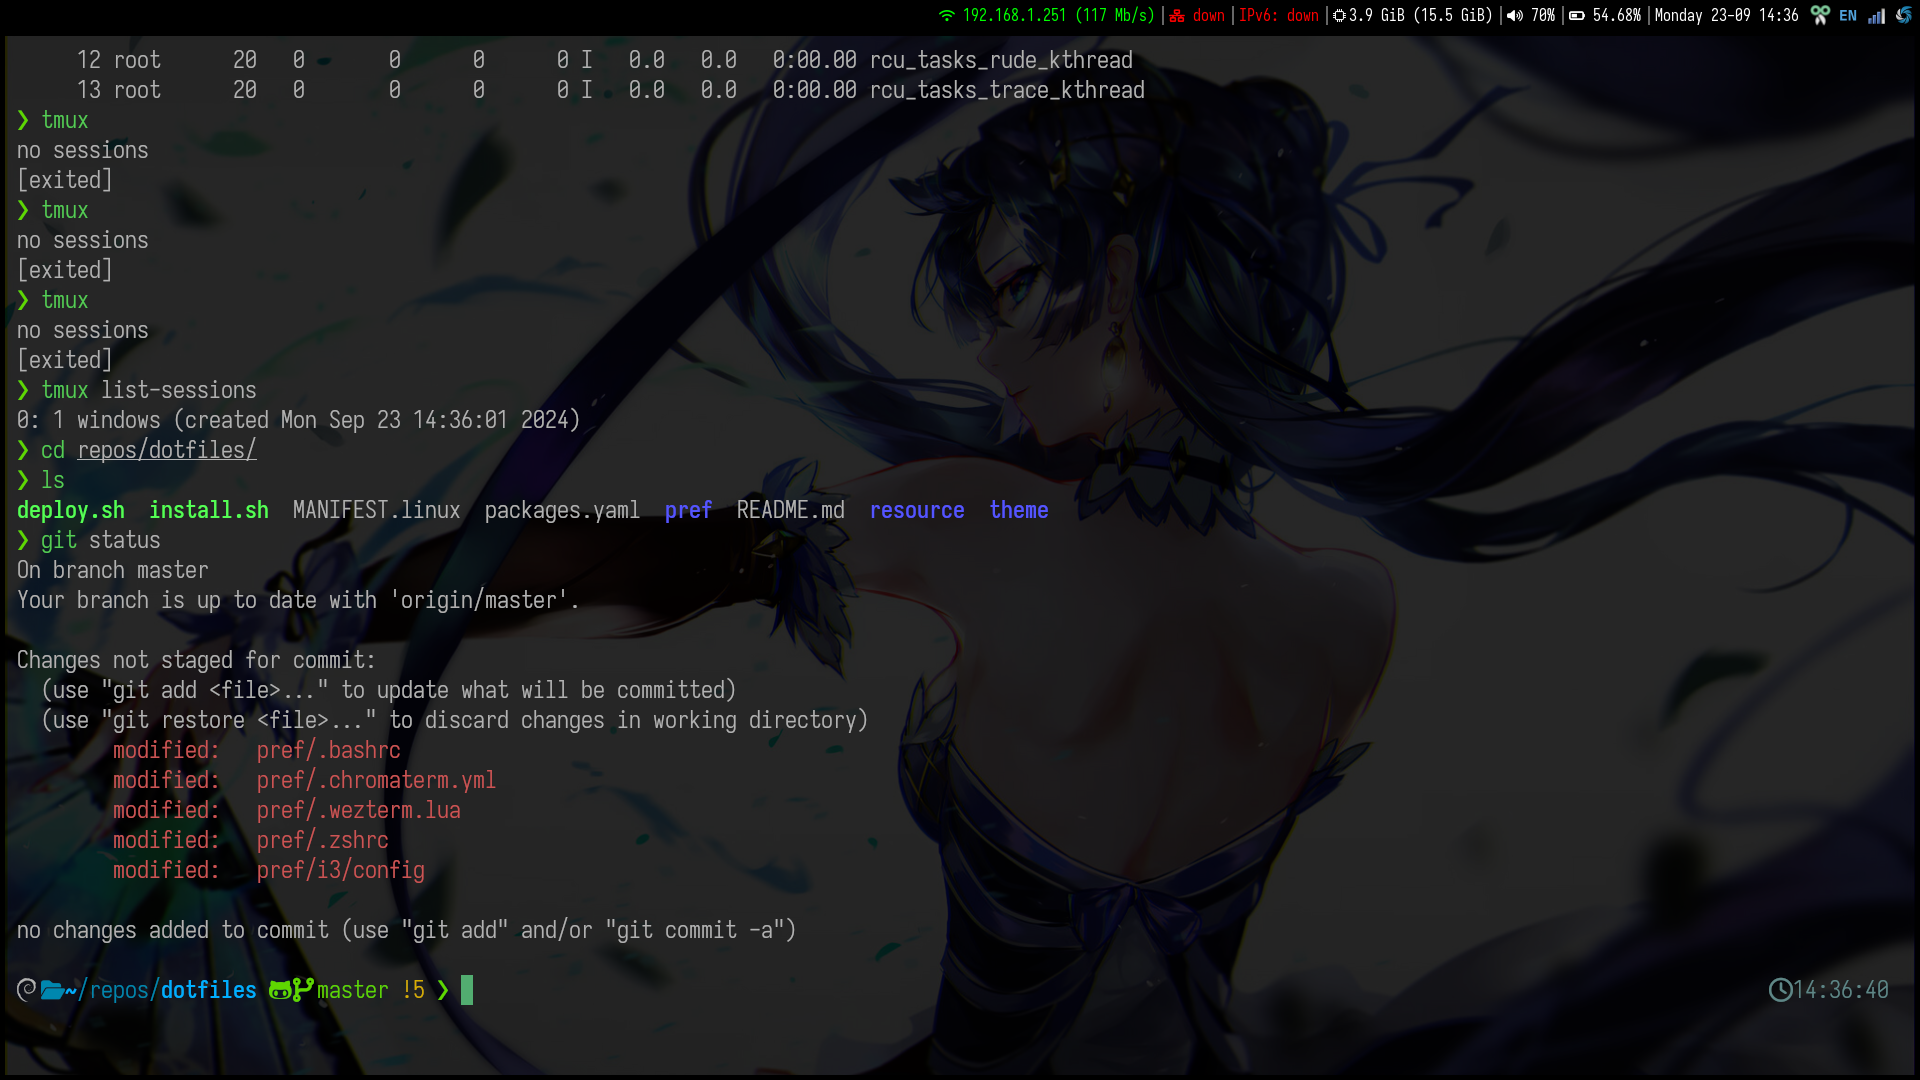 192.168.1.251 (117 Mb/s) | down |IPv6: down |3.9 GiB (15.5 GiB) | 70% | 54.68% |Monday 23-09 14:36 EN
12 root 20 0 0 0 0 I 0.0 0.0 0:00.00 rcu_tasks_rude_kthread
13 root 20 0 0 0 0 I 0.0 0.0 0:00.00 rcu_tasks_trace_kthread
❯ tmux
no sessions
[exited]
❯ tmux
no sessions
[exited]
❯ tmux
no sessions
[exited]
❯ tmux list-sessions
0: 1 windows (created Mon Sep 23 14:36:01 2024)
❯ cd repos/dotfiles/
❯ ls
deploy.sh install.sh MANIFEST.linux packages.yaml pref README.md resource theme
❯ git status
On branch master
Your branch is up to date with 'origin/master'.
Changes not staged for commit:
(use "git add <file>..." to update what will be committed)
(use "git restore <file>..." to discard changes in working directory)
modified: pref/.bashrc
modified: pref/.chromaterm.yml
modified: pref/.wezterm.lua
modified: pref/.zshrc
modified: pref/i3/config
no changes added to commit (use "git add" and/or "git commit -a")
~/repos/dotfiles master !5 ❯ 14:36:40